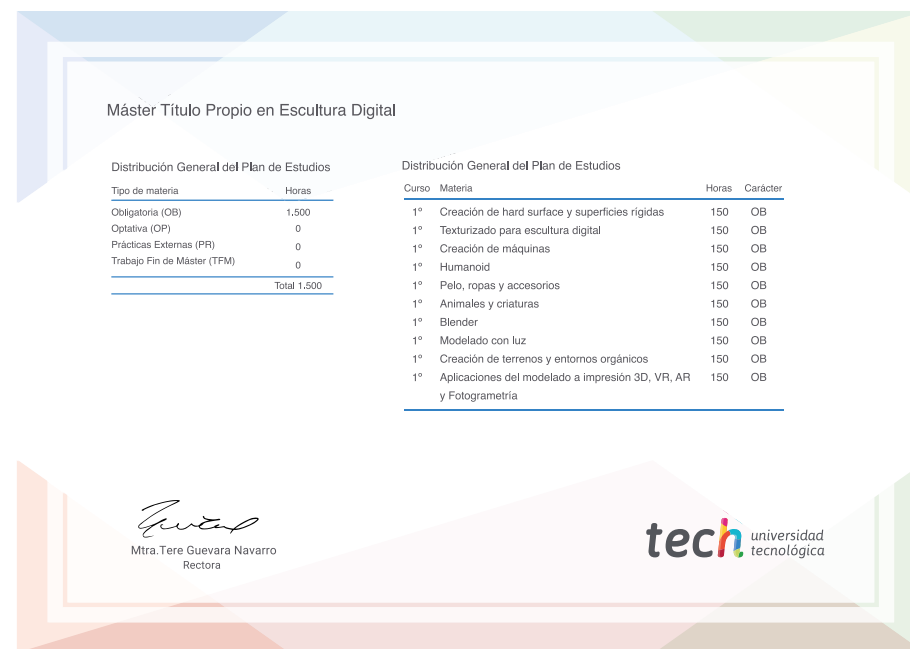 Máster Título Propio en Escultura Digital
Distribución General del Plan de Estudios
Tipo de materia Horas
Obligatoria (OB) 1.500
Optativa (OP) 0
Prácticas Externas (PR) 0
Trabajo Fin de Máster (TFM) 0
Total 1.500
Distribución General del Plan de Estudios
Curso Materia Horas Carácter
1º Creación de hard surface y superficies rígidas 150 OB
1º Texturizado para escultura digital 150 OB
1º Creación de máquinas 150 OB
1º Humanoid 150 OB
1º Pelo, ropas y accesorios 150 OB
1º Animales y criaturas 150 OB
1º Blender 150 OB
1º Modelado con luz 150 OB
1º Creación de terrenos y entornos orgánicos 150 OB
1º Aplicaciones del modelado a impresión 3D, VR, AR 150 OB
y Fotogrametría
Mtra.Tere Guevara Navarro
Rectora
tech universidad
tecnológica